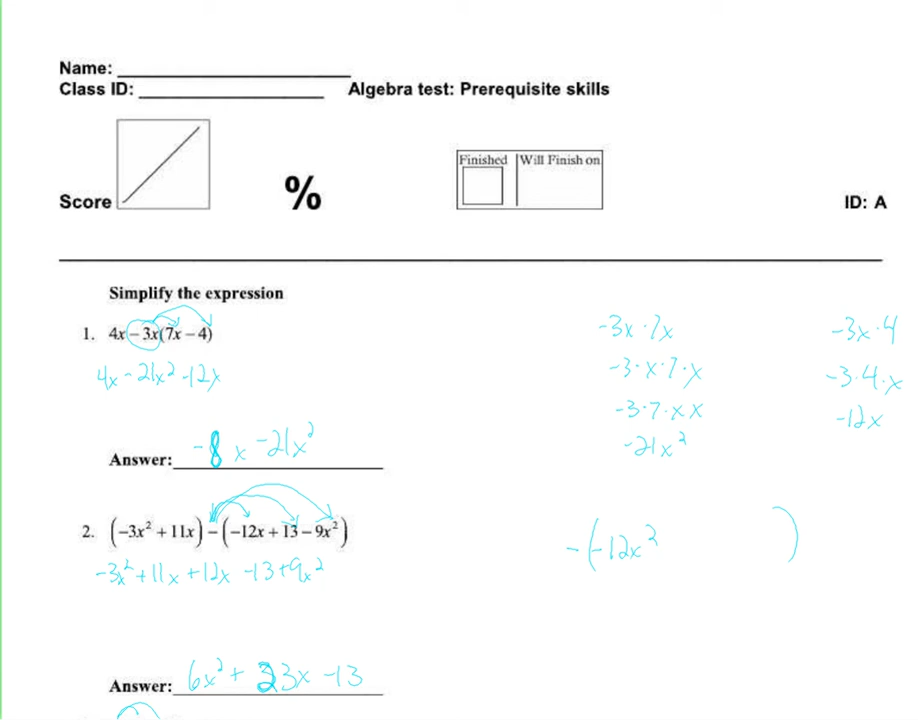 Name:
Class ID:
Algebra test: Prerequisite skills
Score
%
Finished
Will Finish on
ID: A
Simplify the expression
1. 4x − 3x(7x − 4)
4x - 21x² - 12x
-3x · 7x
-3 · x · 7 · x
-3 · 7 · x x
-21x²
-3x · 4
-3 · 4 · x
-12x
Answer: -8x -21x²
2. (−3x² + 11x) − (−12x + 13 − 9x²)
-3x² + 11x + 12x -13 + 9x²
-(-12x² )
Answer: 6x² + 23x -13